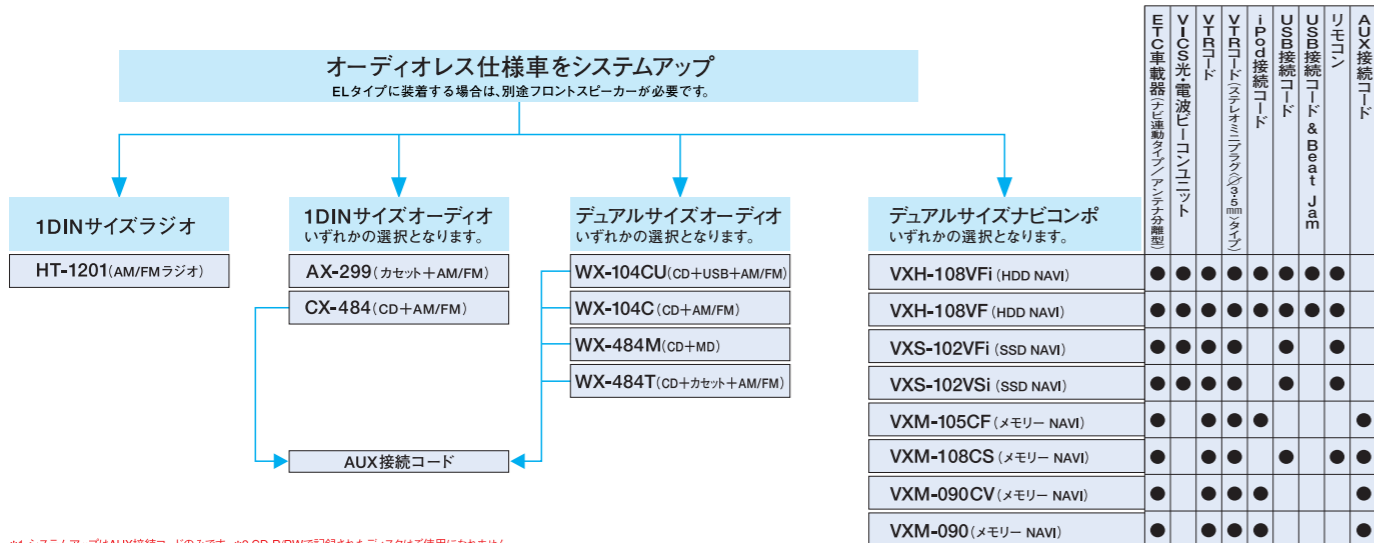 オーディオレス仕様車をシステムアップ
ELタイプに装着する場合は、別途フロントスピーカーが必要です。
1DINサイズラジオ
HT-1201(AM/FMラジオ)
1DINサイズオーディオ
いずれかの選択となります。
AX-299(カセット+AM/FM)
CX-484(CD+AM/FM)
デュアルサイズオーディオ
いずれかの選択となります。
WX-104CU(CD+USB+AM/FM)
WX-104C(CD+AM/FM)
WX-484M(CD+MD)
WX-484T(CD+カセット+AM/FM)
AUX接続コード
デュアルサイズナビコンポ
いずれかの選択となります。
ETC車載器(ナビ連動タイプ/アンテナ分離型)
VICS光・電波ビーコンユニット
VTRコード
VTRコード(ステレオミニプラグ〈∅3.5mm〉タイプ)
iPod接続コード
USB接続コード
USB接続コード&Beat Jam
リモコン
AUX接続コード
VXH-108VFi(HDD NAVI) ● ● ● ● ● ● ● ●
VXH-108VF(HDD NAVI) ● ● ● ● ● ● ● ●
VXS-102VFi(SSD NAVI) ● ● ● ● ● ●
VXS-102VSi(SSD NAVI) ● ● ● ● ● ●
VXM-105CF(メモリー NAVI) ● ● ● ● ●
VXM-108CS(メモリー NAVI) ● ● ● ● ● ●
VXM-090CV(メモリー NAVI) ● ● ● ● ●
VXM-090(メモリー NAVI) ● ● ● ● ●